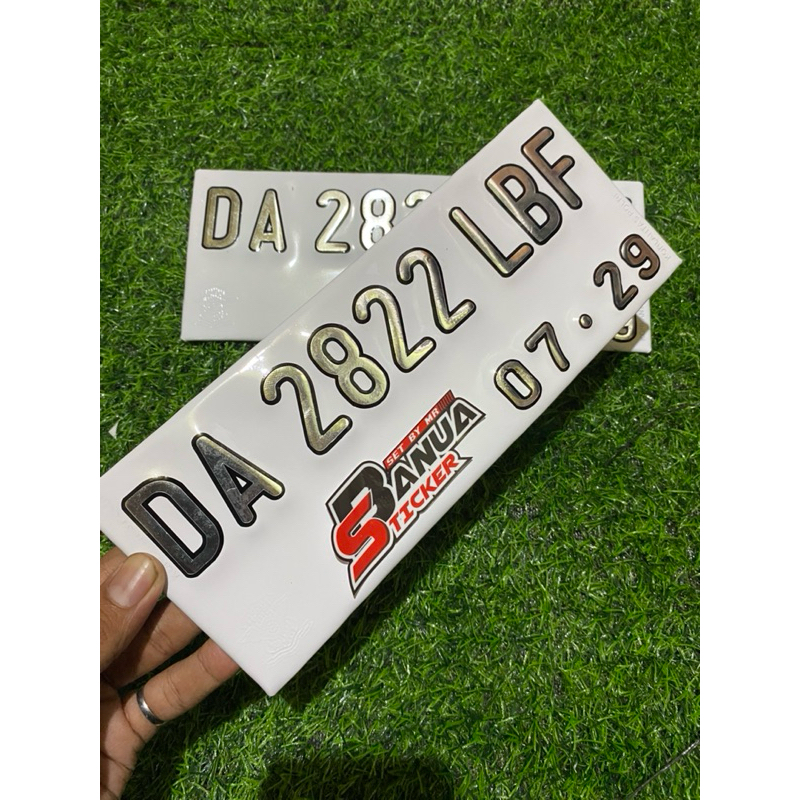 DA 2822 LBF
07·29
SET BY MR
BANUA
STICKER
DA 282